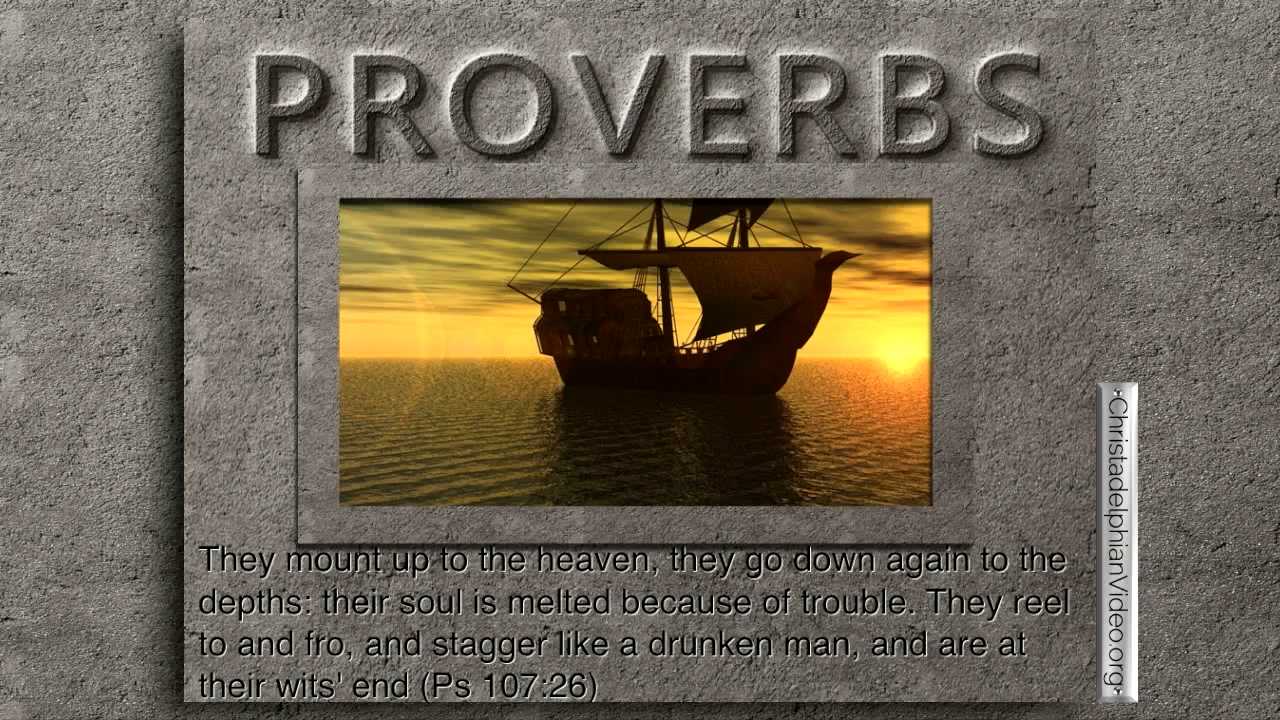 PROVERBS
They mount up to the heaven, they go down again to the
depths: their soul is melted because of trouble. They reel
to and fro, and stagger like a drunken man, and are at
their wits' end (Ps 107:26)
ChristadelphianVideo.org